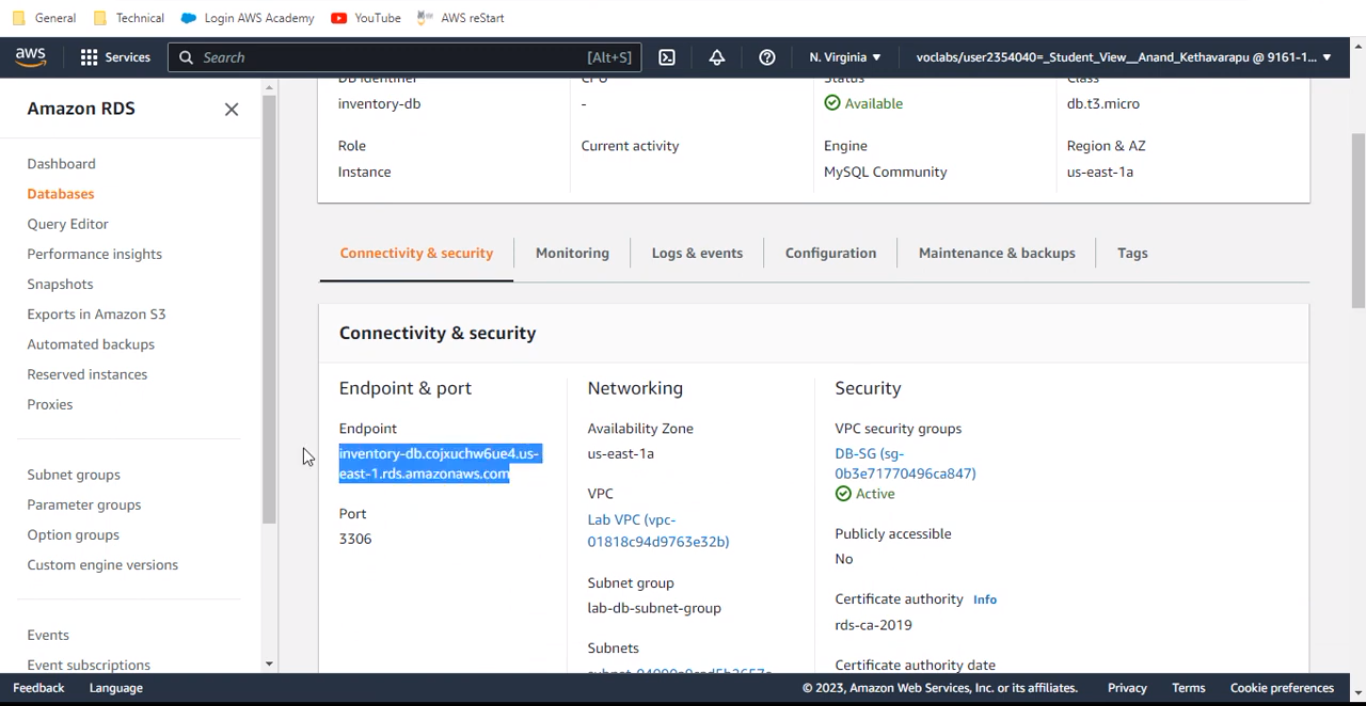 General Technical Login AWS Academy YouTube AWS reStart
aws Services Search [Alt+S] N. Virginia voclabs/user2354040=_Student_View__Anand_Kethavarapu @ 9161-1...
Amazon RDS
Dashboard
Databases
Query Editor
Performance insights
Snapshots
Exports in Amazon S3
Automated backups
Reserved instances
Proxies
Subnet groups
Parameter groups
Option groups
Custom engine versions
Events
Event subscriptions
DB identifier CPU Status Class
inventory-db - Available db.t3.micro
Role Current activity Engine Region & AZ
Instance MySQL Community us-east-1a
Connectivity & security Monitoring Logs & events Configuration Maintenance & backups Tags
Connectivity & security
Endpoint & port
Endpoint
inventory-db.cojxuchw6ue4.us-
east-1.rds.amazonaws.com
Port
3306
Networking
Availability Zone
us-east-1a
VPC
Lab VPC (vpc-
01818c94d9763e32b)
Subnet group
lab-db-subnet-group
Subnets
Security
VPC security groups
DB-SG (sg-
0b3e71770496ca847)
Active
Publicly accessible
No
Certificate authority Info
rds-ca-2019
Certificate authority date
Feedback Language © 2023, Amazon Web Services, Inc. or its affiliates. Privacy Terms Cookie preferences